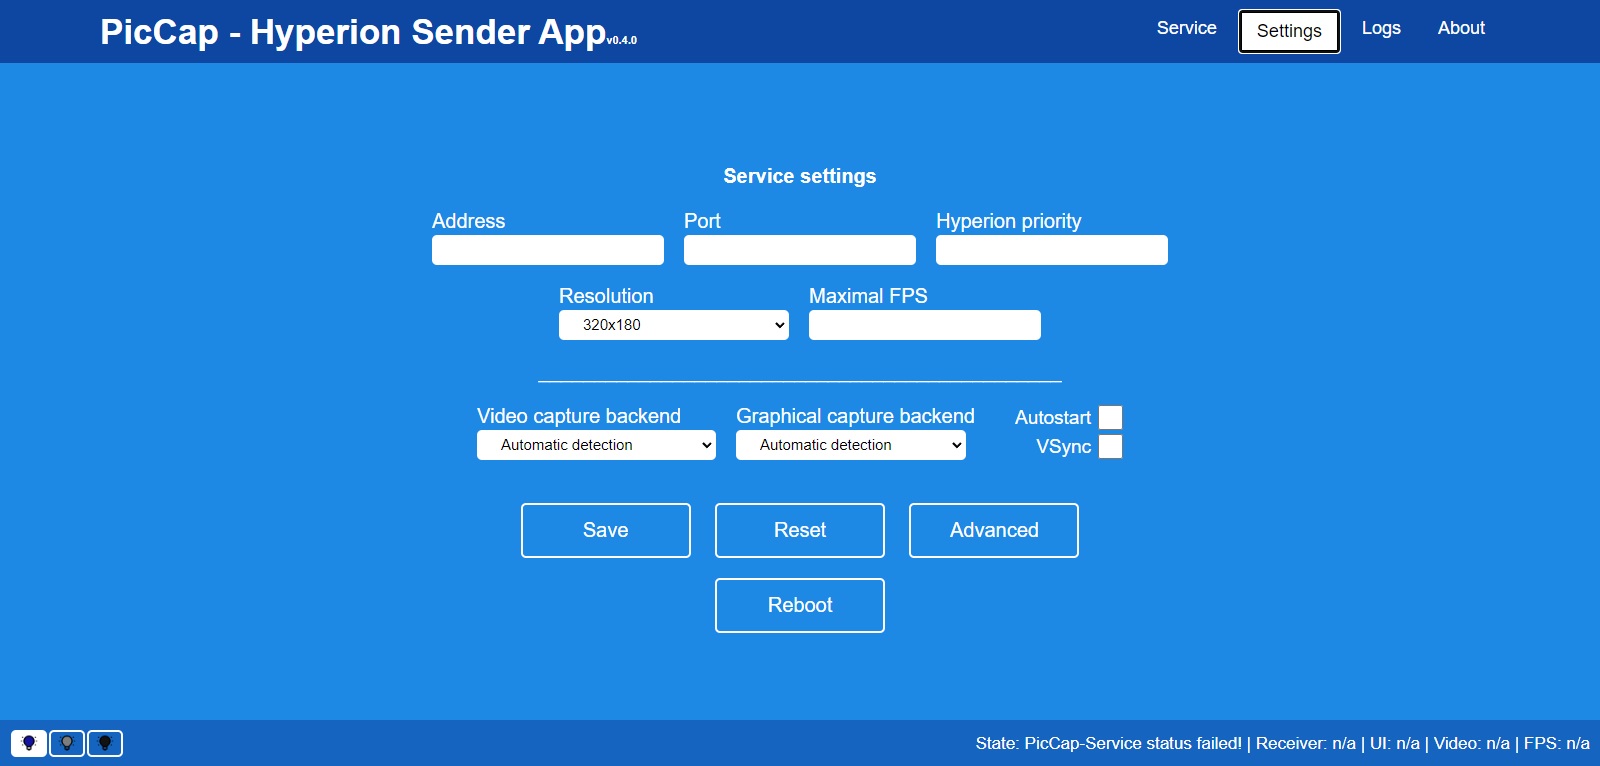 PicCap - Hyperion Sender App v0.4.0
Service Settings Logs About
Service settings
Address Port Hyperion priority
Resolution Maximal FPS
320x180
Video capture backend Graphical capture backend Autostart
Automatic detection Automatic detection VSync
Save Reset Advanced
Reboot
State: PicCap-Service status failed! | Receiver: n/a | UI: n/a | Video: n/a | FPS: n/a